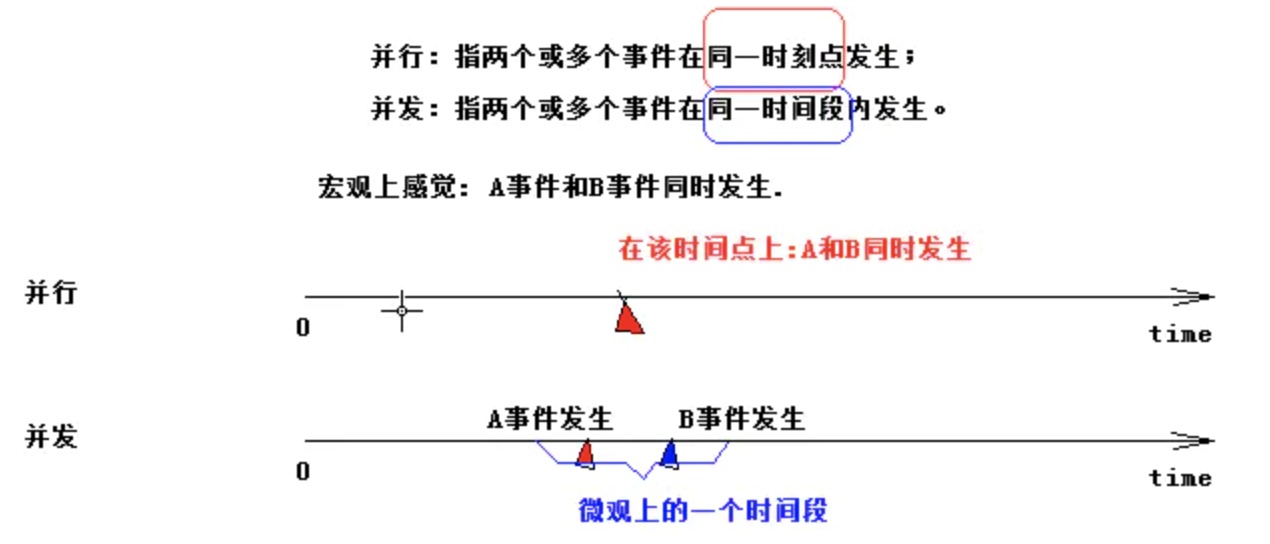 并行：指两个或多个事件在同一时刻点发生；
并发：指两个或多个事件在同一时间段内发生。
宏观上感觉：A事件和B事件同时发生.
在该时间点上:A和B同时发生
并行
0
time
A事件发生
B事件发生
并发
0
time
微观上的一个时间段